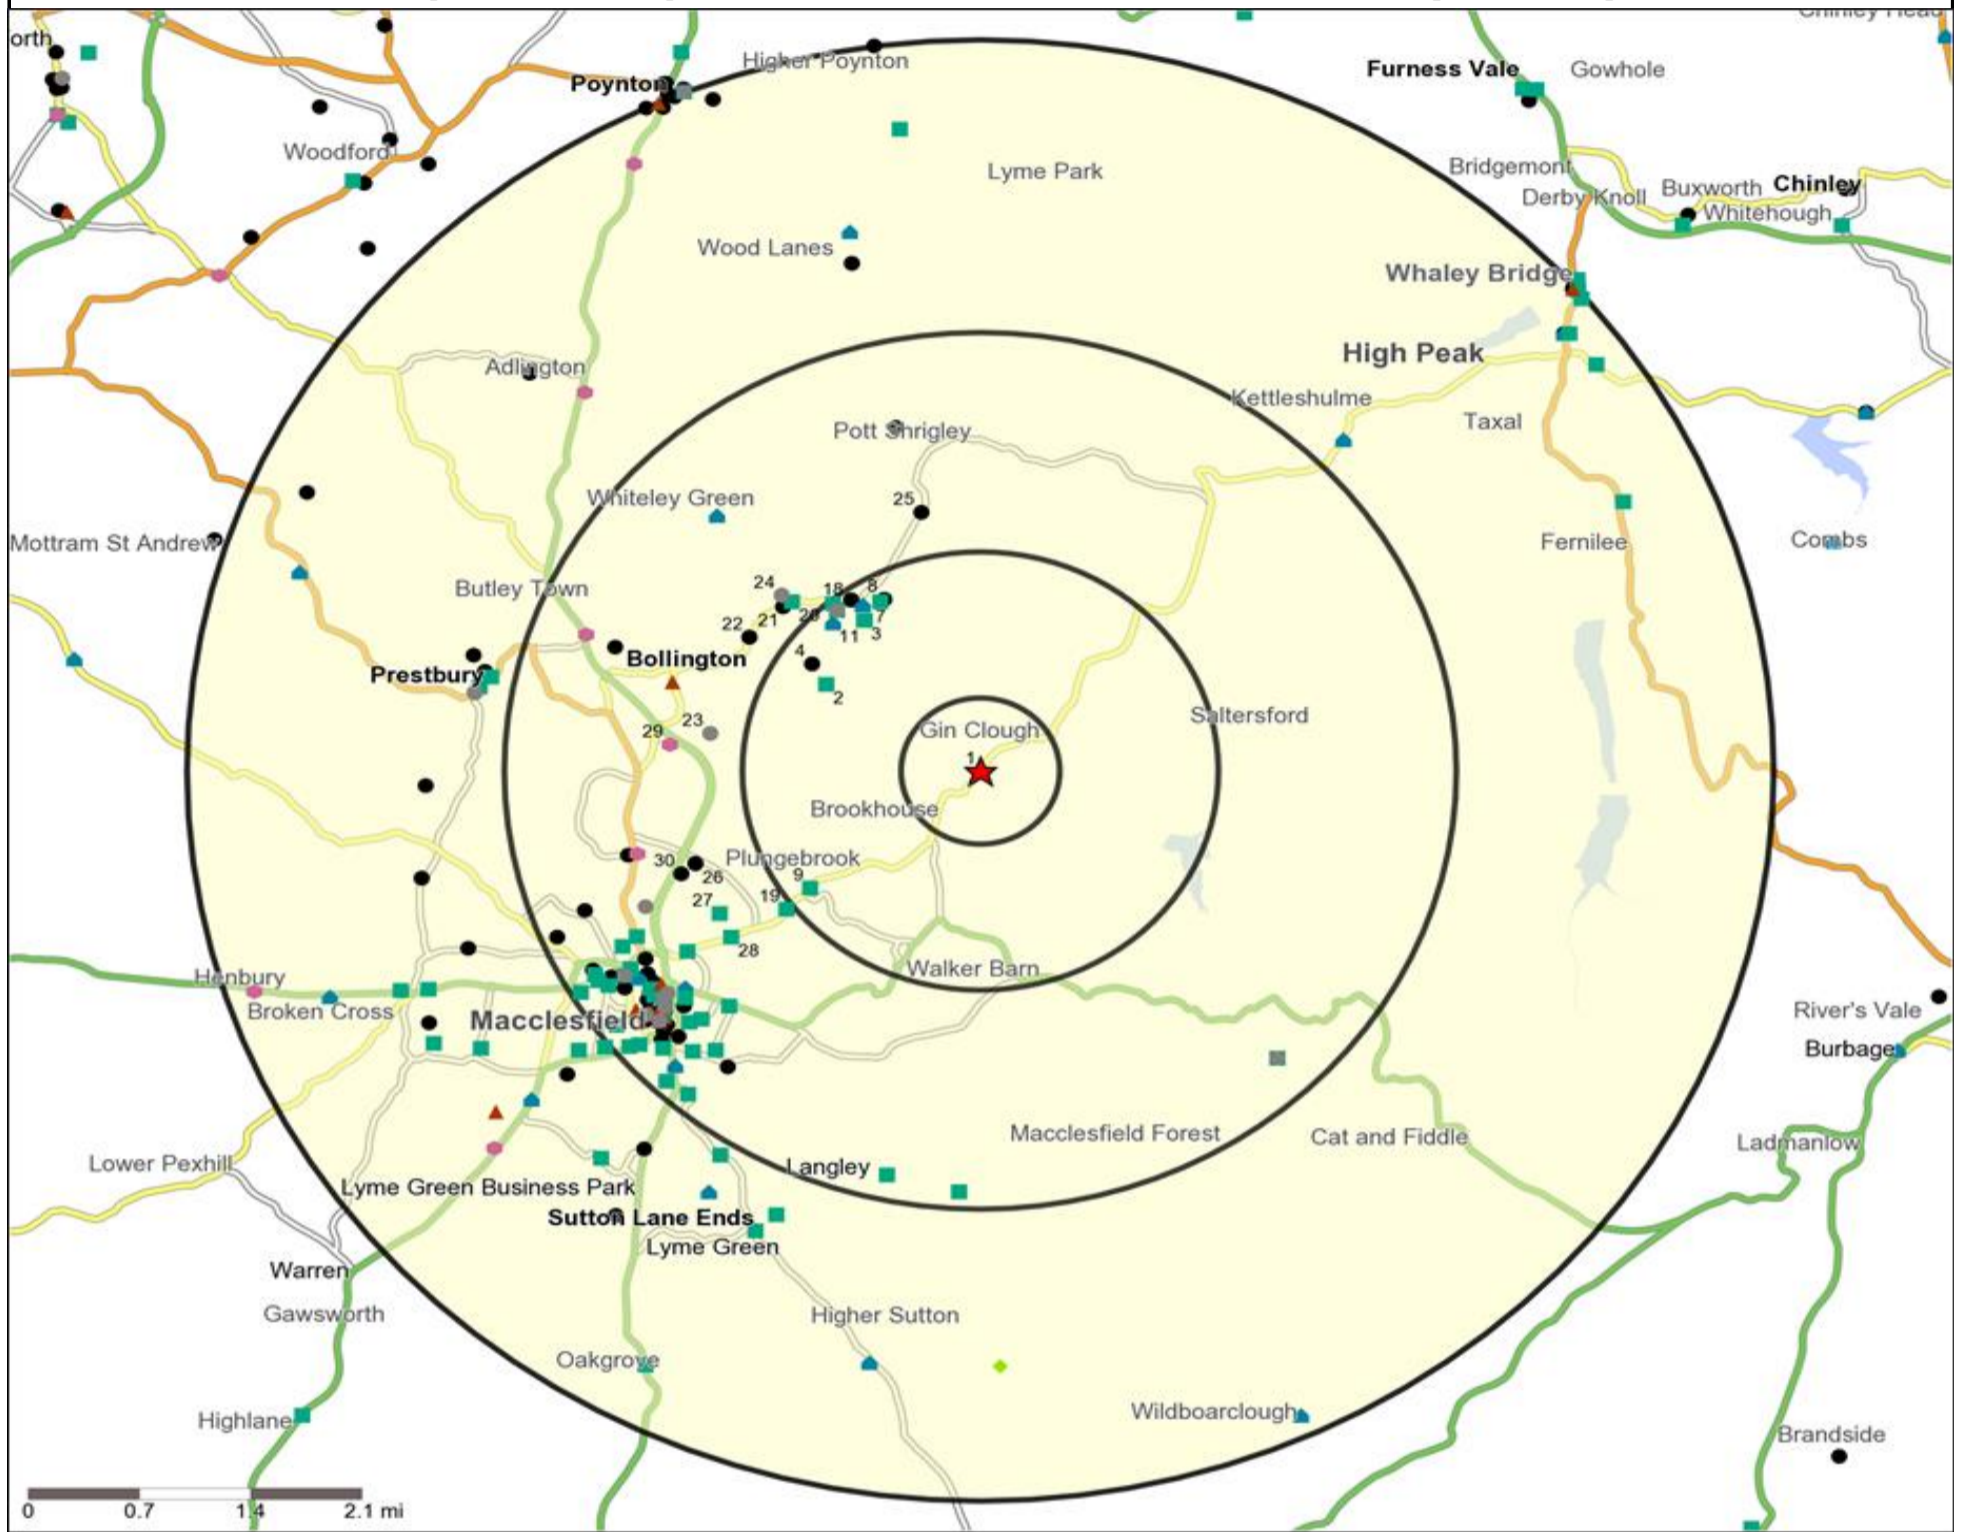 Chinley Head
orth
Higher Poynton
Furness Vale
Gowhole
Poynton
Woodford
Lyme Park
Bridgemont
Derby Knoll
Buxworth
Chinley
Whitehough
Wood Lanes
Whaley Bridge
High Peak
Adlington
Kettleshulme
Taxal
Pott Shrigley
Whiteley Green
25
Mottram St Andrew
Fernilee
Combs
Butley Town
24
18
8
20
7
21
22
11
3
Bollington
4
Prestbury
2
23
29
Saltersford
Gin Clough
1
Brookhouse
30
Plungebrook
26
9
27
19
28
Henbury
Walker Barn
Broken Cross
Macclesfield
River's Vale
Burbage
Macclesfield Forest
Cat and Fiddle
Ladmanlow
Lower Pexhill
Langley
Lyme Green Business Park
Sutton Lane Ends
Lyme Green
Warren
Gawsworth
Higher Sutton
Oakgrove
Highlane
Wildboarclough
Brandside
0 0.7 1.4 2.1 mi